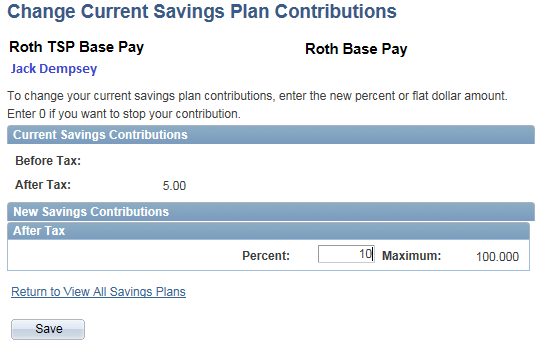 Change Current Savings Plan Contributions
Roth TSP Base Pay Roth Base Pay
Jack Dempsey
To change your current savings plan contributions, enter the new percent or flat dollar amount.
Enter 0 if you want to stop your contribution.
Current Savings Contributions
Before Tax:
After Tax: 5.00
New Savings Contributions
After Tax
Percent: 10 Maximum: 100.000
Return to View All Savings Plans
Save